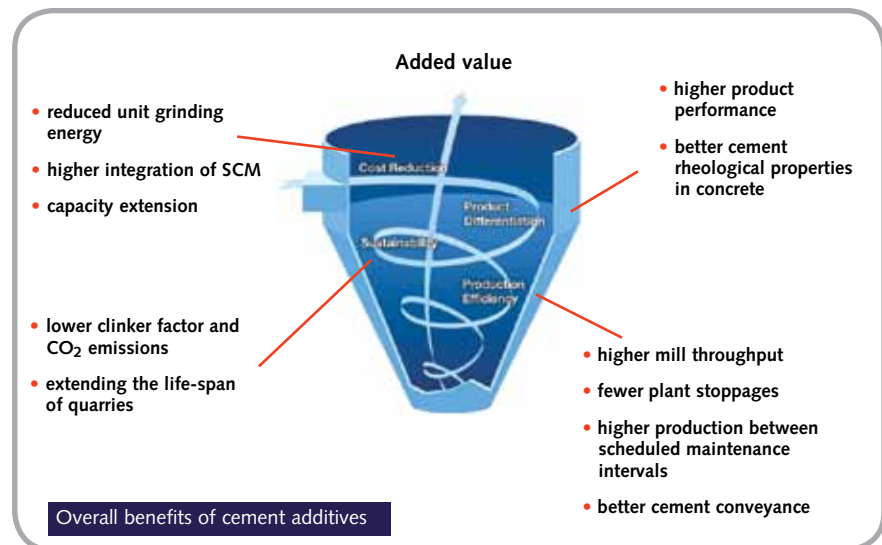 Added value
• reduced unit grinding
energy
• higher integration of SCM
• capacity extension
• higher product
performance
• better cement
rheological properties
in concrete
Cost Reduction
Product
Differentiation
Sustainability
Production
Efficiency
• lower clinker factor and
CO₂ emissions
• extending the life-span
of quarries
• higher mill throughput
• fewer plant stoppages
• higher production between
scheduled maintenance
intervals
• better cement conveyance
Overall benefits of cement additives